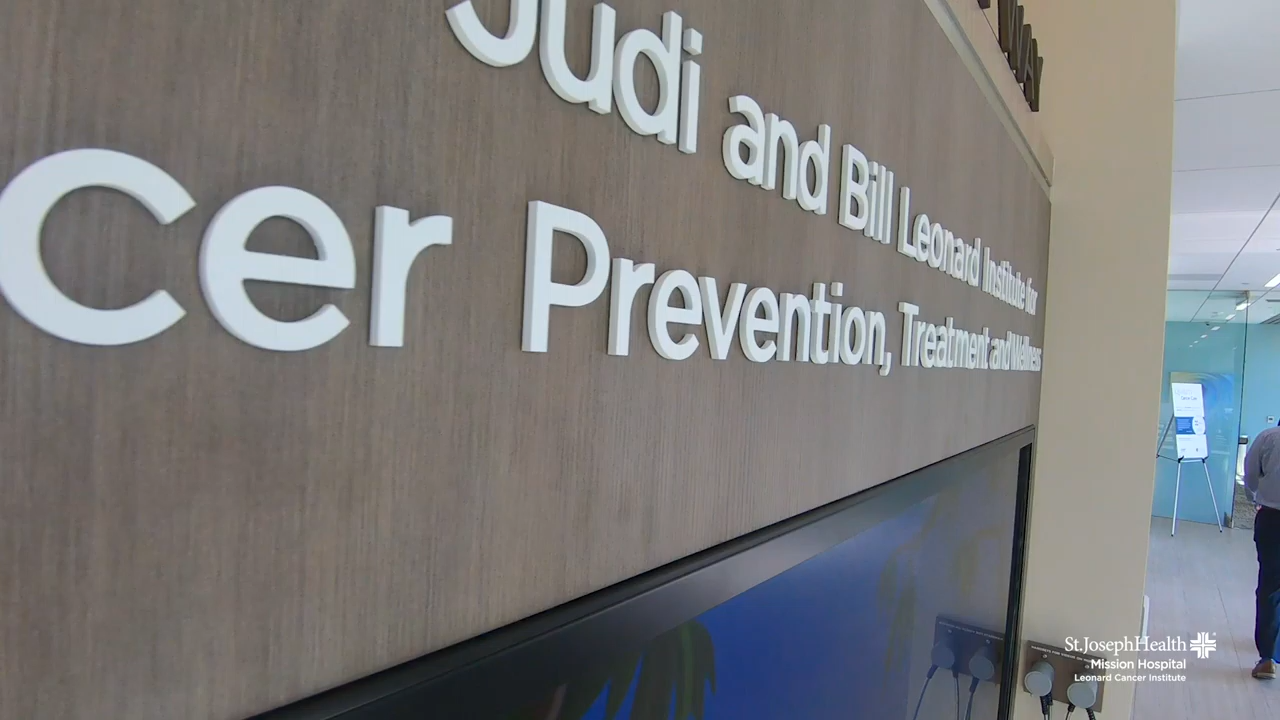 Judi and Bill Leonard Institute for
cer Prevention, Treatment and Wellness
St.JosephHealth
Mission Hospital
Leonard Cancer Institute